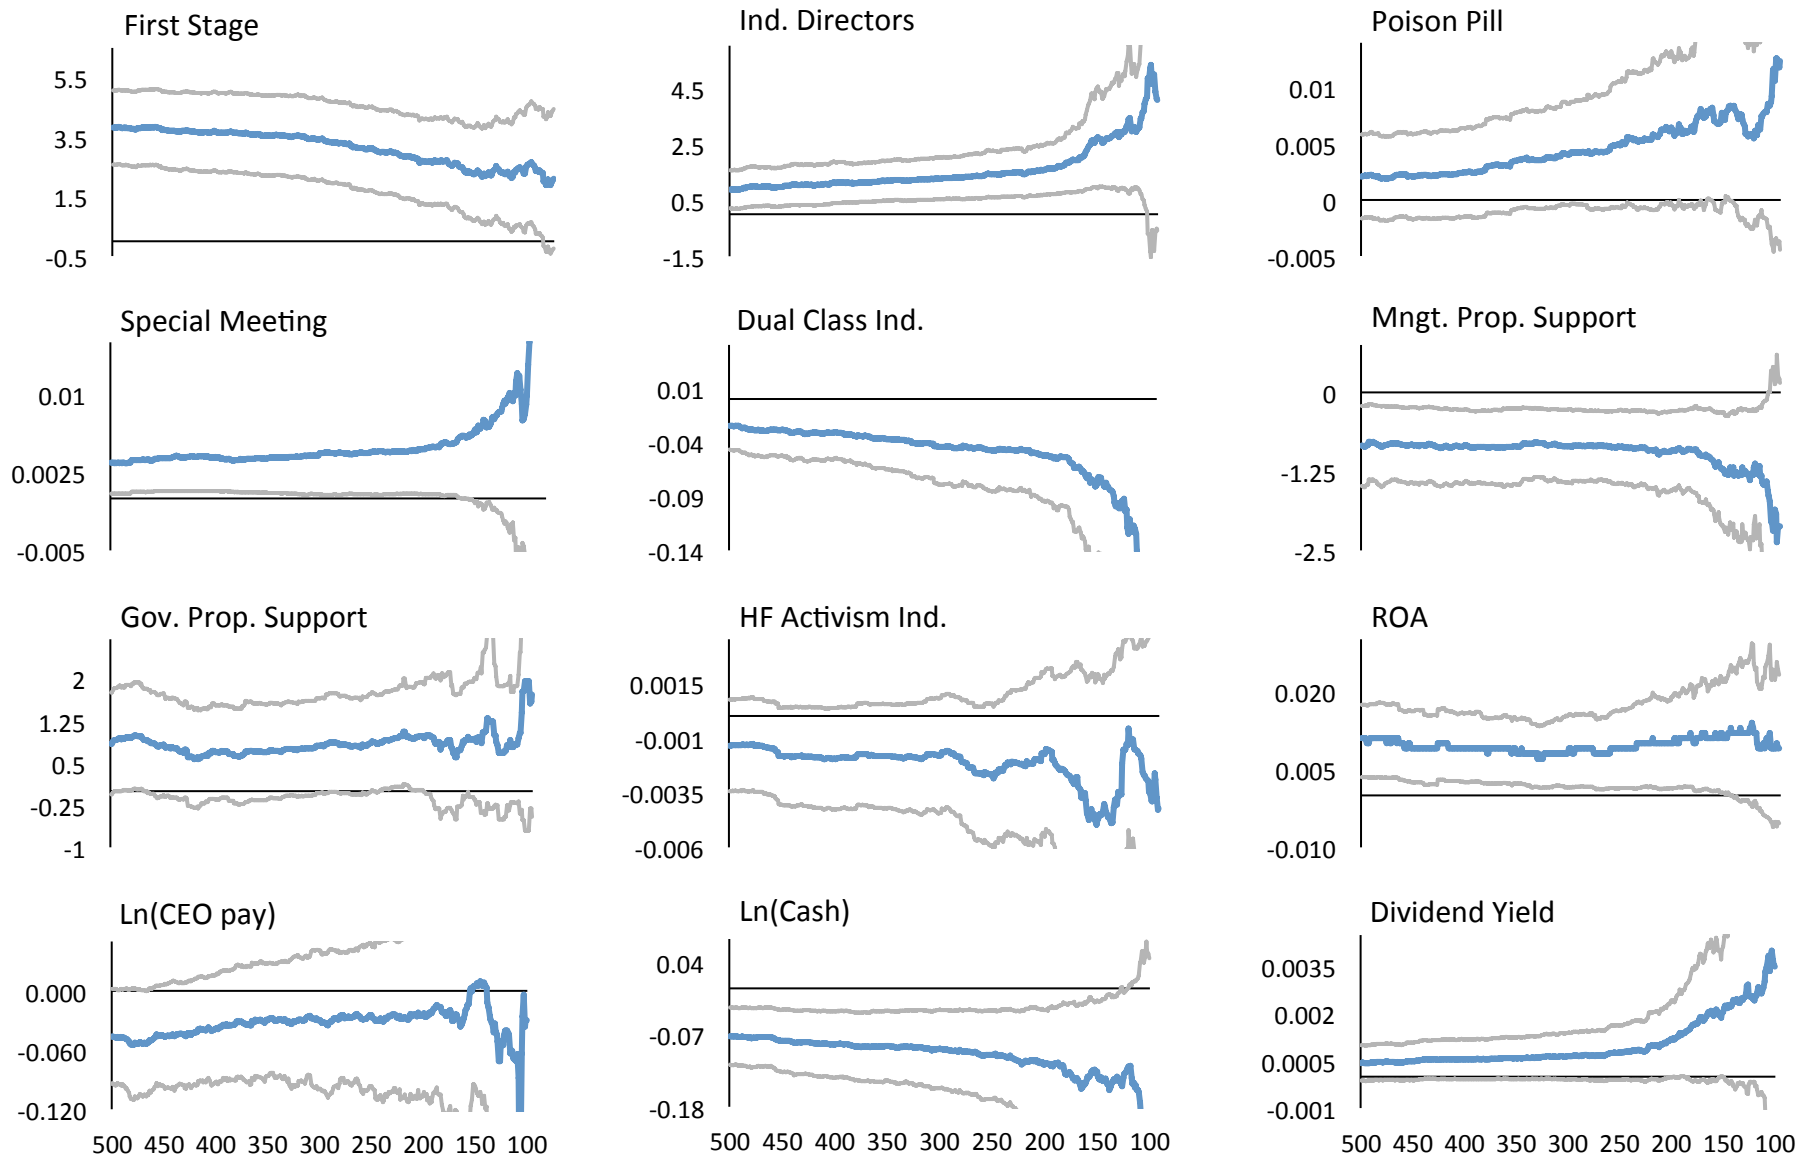 First Stage
5.5
3.5
1.5
-0.5
Ind. Directors
4.5
2.5
0.5
-1.5
Poison Pill
0.01
0.005
0
-0.005
Special Meeting
0.01
0.0025
-0.005
Dual Class Ind.
0.01
-0.04
-0.09
-0.14
Mngt. Prop. Support
0
-1.25
-2.5
Gov. Prop. Support
2
1.25
0.5
-0.25
-1
HF Activism Ind.
0.0015
-0.001
-0.0035
-0.006
ROA
0.020
0.005
-0.010
Ln(CEO pay)
0.000
-0.060
-0.120
500 450 400 350 300 250 200 150 100
Ln(Cash)
0.04
-0.07
-0.18
500 450 400 350 300 250 200 150 100
Dividend Yield
0.0035
0.002
0.0005
-0.001
500 450 400 350 300 250 200 150 100